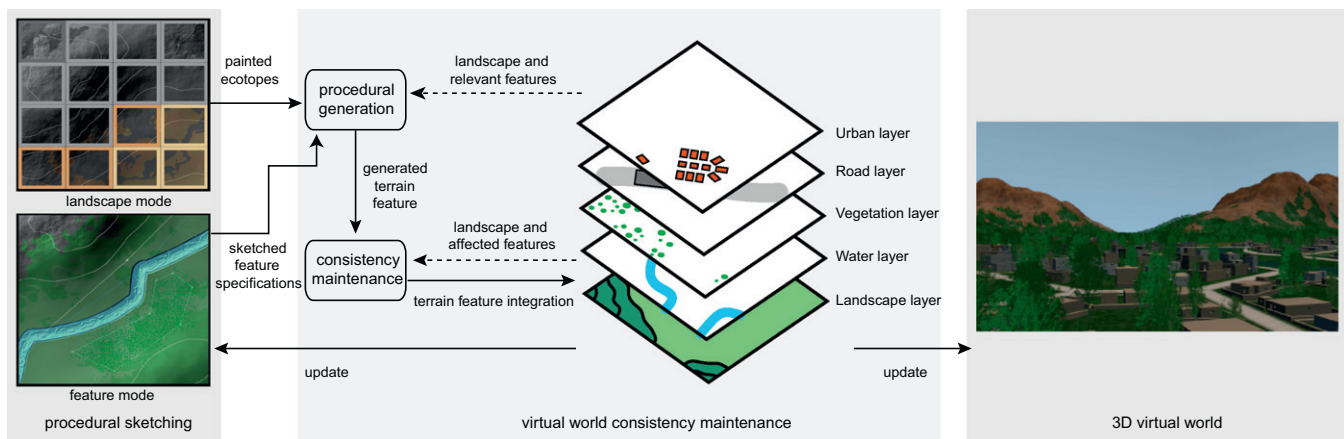 painted
ecotopes
landscape mode
sketched
feature
specifications
feature mode
procedural sketching
procedural
generation
landscape and
relevant features
generated
terrain
feature
consistency
maintenance
landscape and
affected features
terrain feature integration
Urban layer
Road layer
Vegetation layer
Water layer
Landscape layer
update
update
virtual world consistency maintenance
3D virtual world